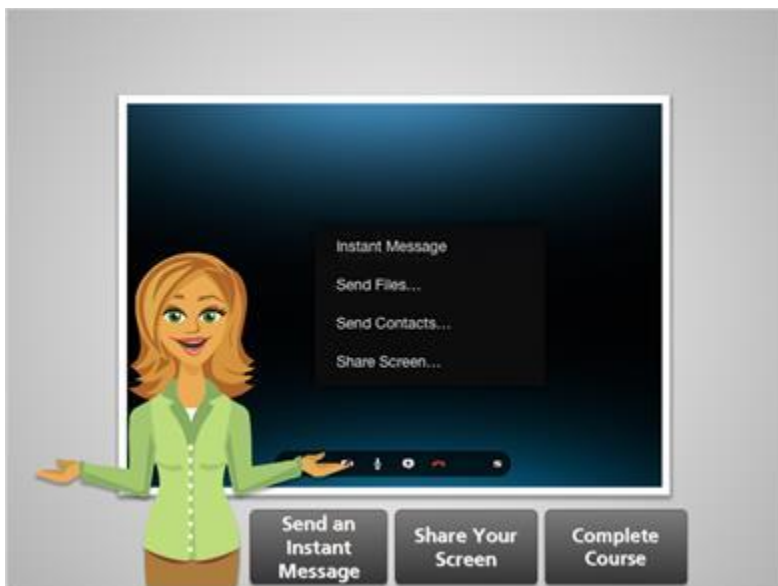 Instant Message
Send Files...
Send Contacts...
Share Screen...
Send an
Instant
Message
Share Your
Screen
Complete
Course